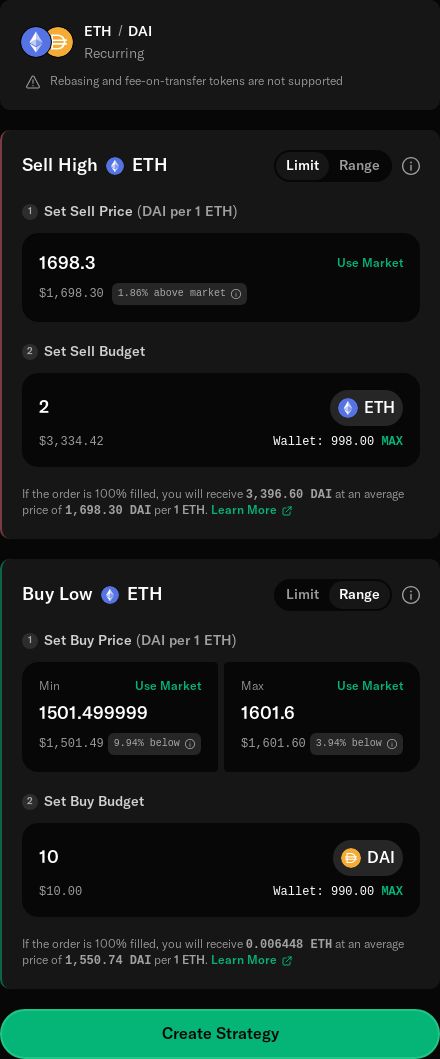 ETH / DAI
Recurring
Rebasing and fee-on-transfer tokens are not supported
Sell High ETH Limit Range
1 Set Sell Price (DAI per 1 ETH)
1698.3 Use Market
$1,698.30 1.86% above market
2 Set Sell Budget
2 ETH
$3,334.42 Wallet: 998.00 MAX
If the order is 100% filled, you will receive 3,396.60 DAI at an average
price of 1,698.30 DAI per 1 ETH. Learn More
Buy Low ETH Limit Range
1 Set Buy Price (DAI per 1 ETH)
Min Use Market Max Use Market
1501.499999 1601.6
$1,501.49 9.94% below $1,601.60 3.94% below
2 Set Buy Budget
10 DAI
$10.00 Wallet: 990.00 MAX
If the order is 100% filled, you will receive 0.006448 ETH at an average
price of 1,550.74 DAI per 1 ETH. Learn More
Create Strategy